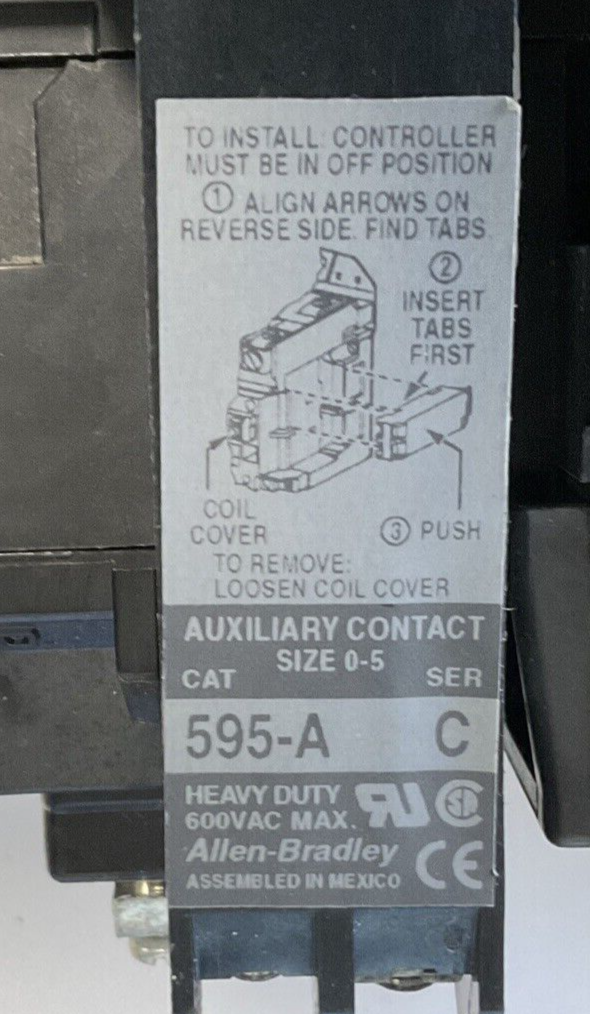 TO INSTALL: CONTROLLER
MUST BE IN OFF POSITION
① ALIGN ARROWS ON
REVERSE SIDE. FIND TABS.
②
INSERT
TABS
FIRST
COIL
COVER
③ PUSH
TO REMOVE:
LOOSEN COIL COVER
AUXILIARY CONTACT
SIZE 0-5
CAT SER
595-A C
HEAVY DUTY
600VAC MAX.
RU SA CE
Allen-Bradley
ASSEMBLED IN MEXICO